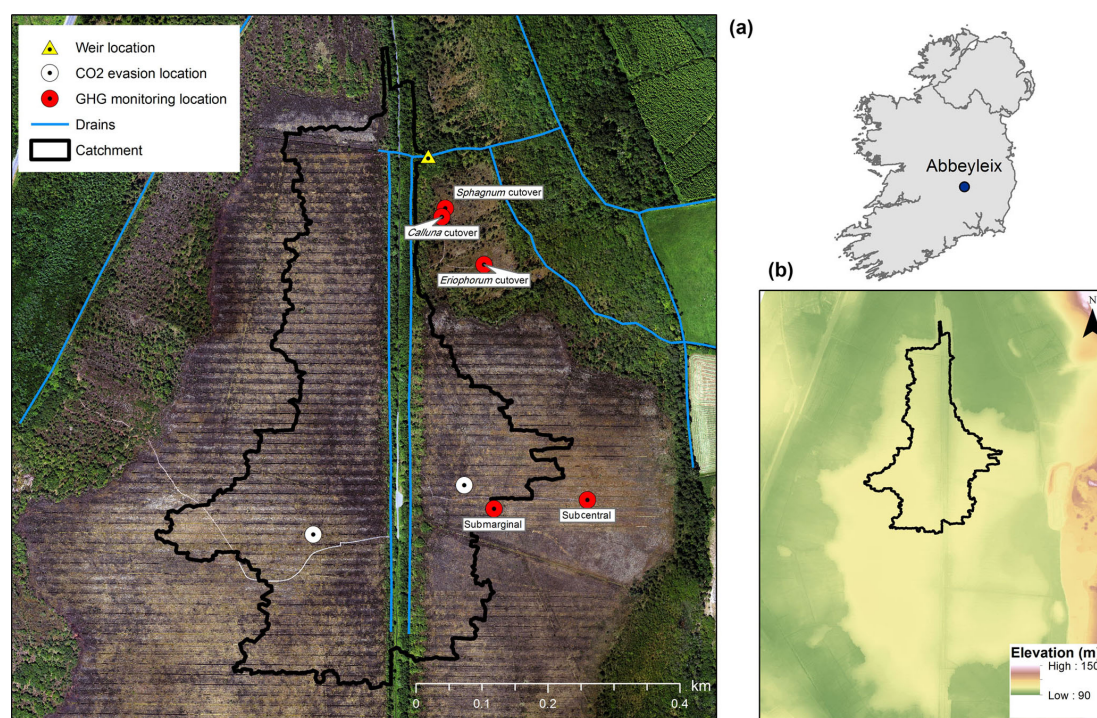 Weir location
CO2 evasion location
GHG monitoring location
Drains
Catchment
Sphagnum cutover
Calluna cutover
Eriophorum cutover
Submarginal
Subcentral
km
0
0.1
0.2
0.4
(a)
Abbeyleix
(b)
N
Elevation (m)
High : 150
Low : 90